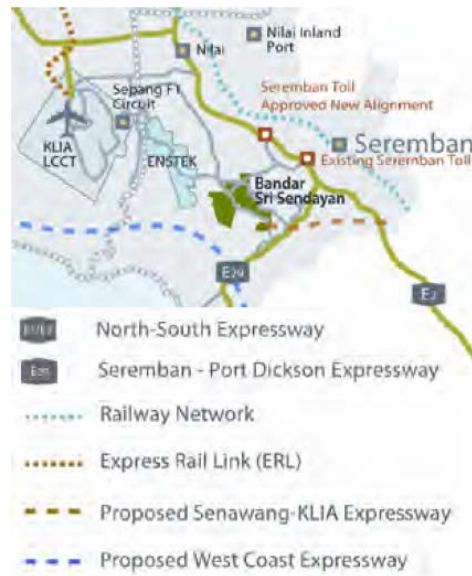 Nilai Inland
Port
Nilai
Sepang F1
Circuit
Seremban Toll
Approved New Alignment
KLIA
LCCT
ENSTEK
Seremban
Existing Seremban Toll
Bandar
Sri Sendayan
E29
E2
North-South Expressway
Seremban - Port Dickson Expressway
Railway Network
Express Rail Link (ERL)
Proposed Senawang-KLIA Expressway
Proposed West Coast Expressway